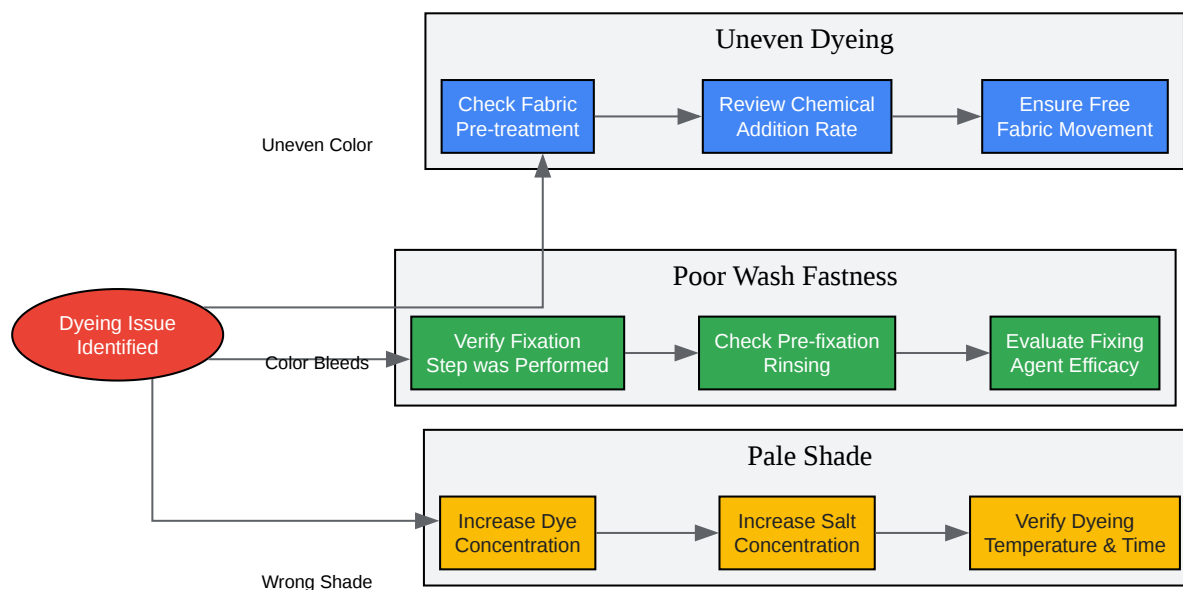 Uneven Dyeing
Check Fabric
Pre-treatment
Review Chemical
Addition Rate
Ensure Free
Fabric Movement
Uneven Color
Poor Wash Fastness
Dyeing Issue
Identified
Color Bleeds
Verify Fixation
Step was Performed
Check Pre-fixation
Rinsing
Evaluate Fixing
Agent Efficacy
Pale Shade
Increase Dye
Concentration
Increase Salt
Concentration
Verify Dyeing
Temperature & Time
Wrong Shade